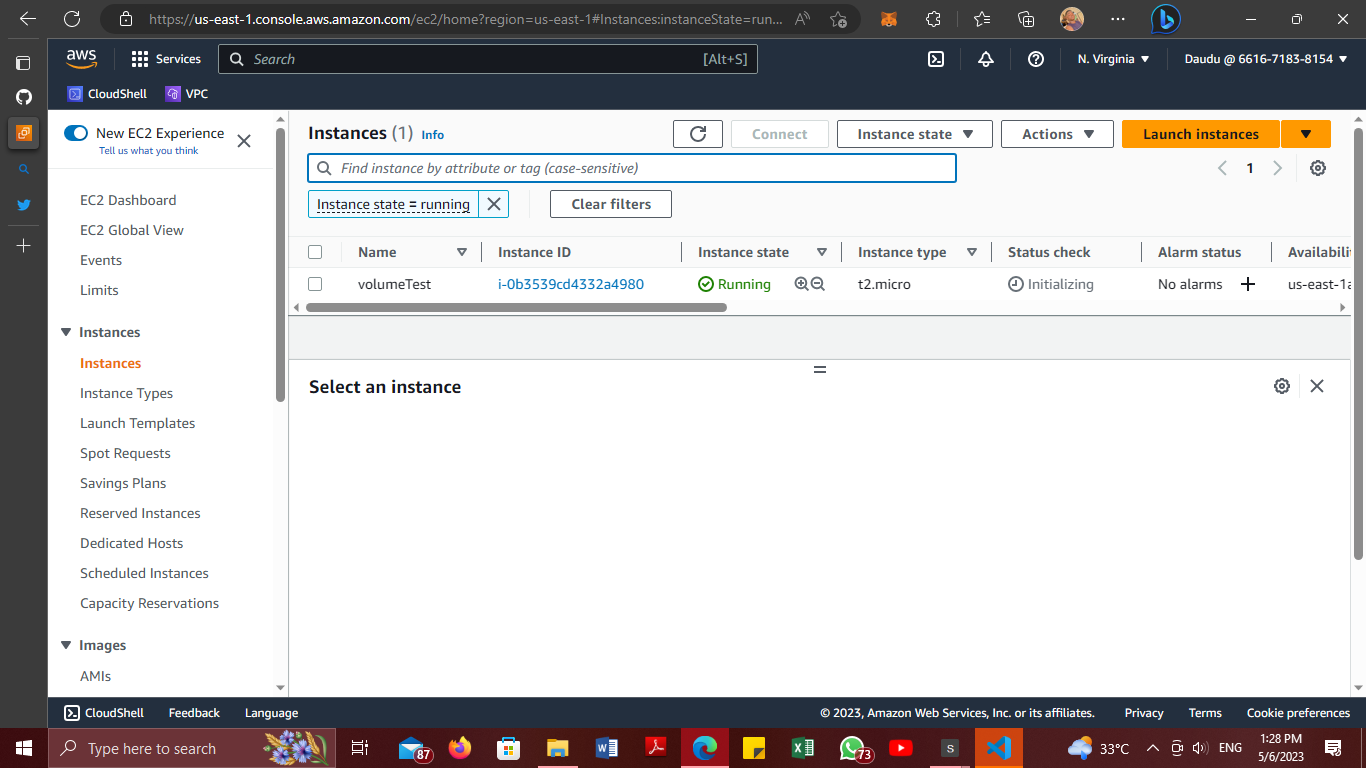 https://us-east-1.console.aws.amazon.com/ec2/home?region=us-east-1#Instances:instanceState=run...
aws
Services
Search
[Alt+S]
N. Virginia
Daudu @ 6616-7183-8154
CloudShell
VPC
New EC2 Experience
Tell us what you think
EC2 Dashboard
EC2 Global View
Events
Limits
Instances
Instances
Instance Types
Launch Templates
Spot Requests
Savings Plans
Reserved Instances
Dedicated Hosts
Scheduled Instances
Capacity Reservations
Images
AMIs
Instances (1) Info
Connect
Instance state
Actions
Launch instances
Find instance by attribute or tag (case-sensitive)
1
Instance state = running
Clear filters
Name Instance ID Instance state Instance type Status check Alarm status Availabili
volumeTest i-0b3539cd4332a4980 Running t2.micro Initializing No alarms us-east-1a
Select an instance
CloudShell Feedback Language © 2023, Amazon Web Services, Inc. or its affiliates. Privacy Terms Cookie preferences
Type here to search
87
73
S
33°C
ENG
1:28 PM
5/6/2023